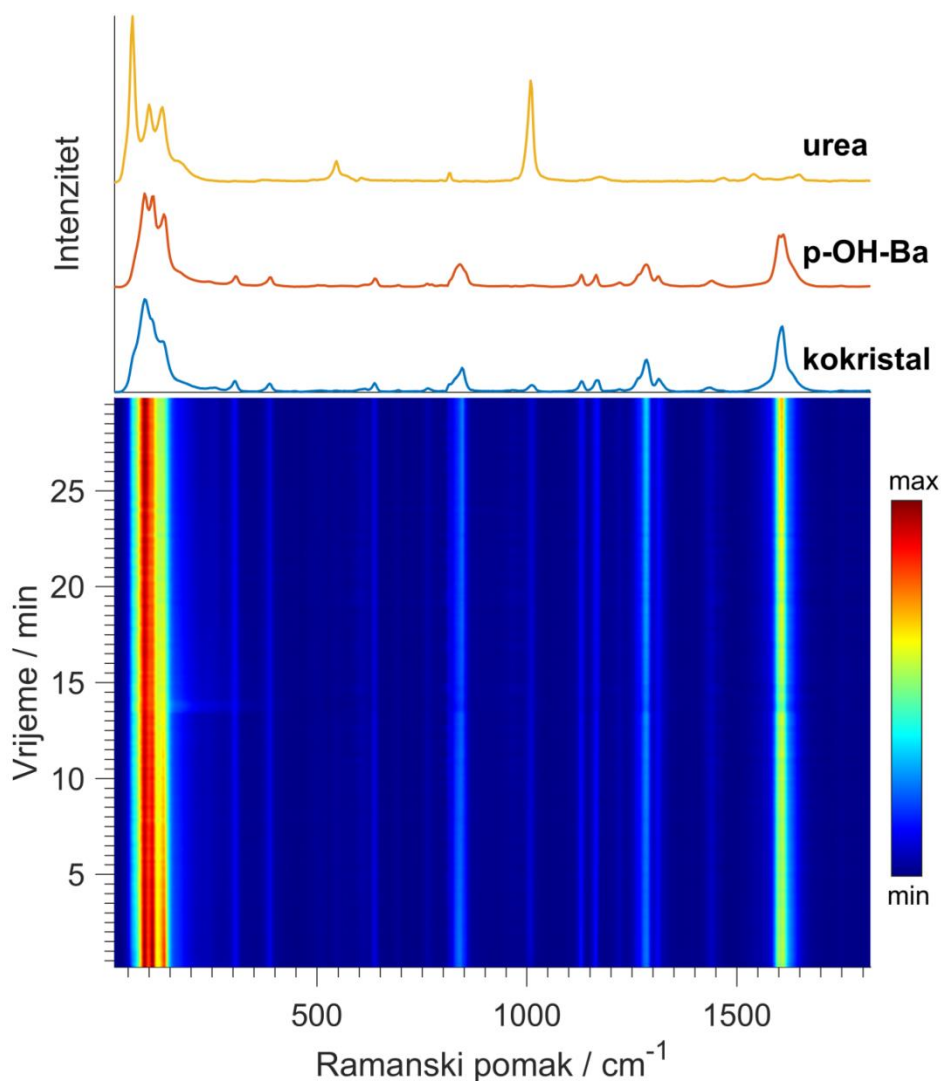 Intenzitet
urea
p-OH-Ba
kokristal
Vrijeme / min
25
20
15
10
5
max
min
500
1000
1500
Ramanski pomak / cm⁻¹